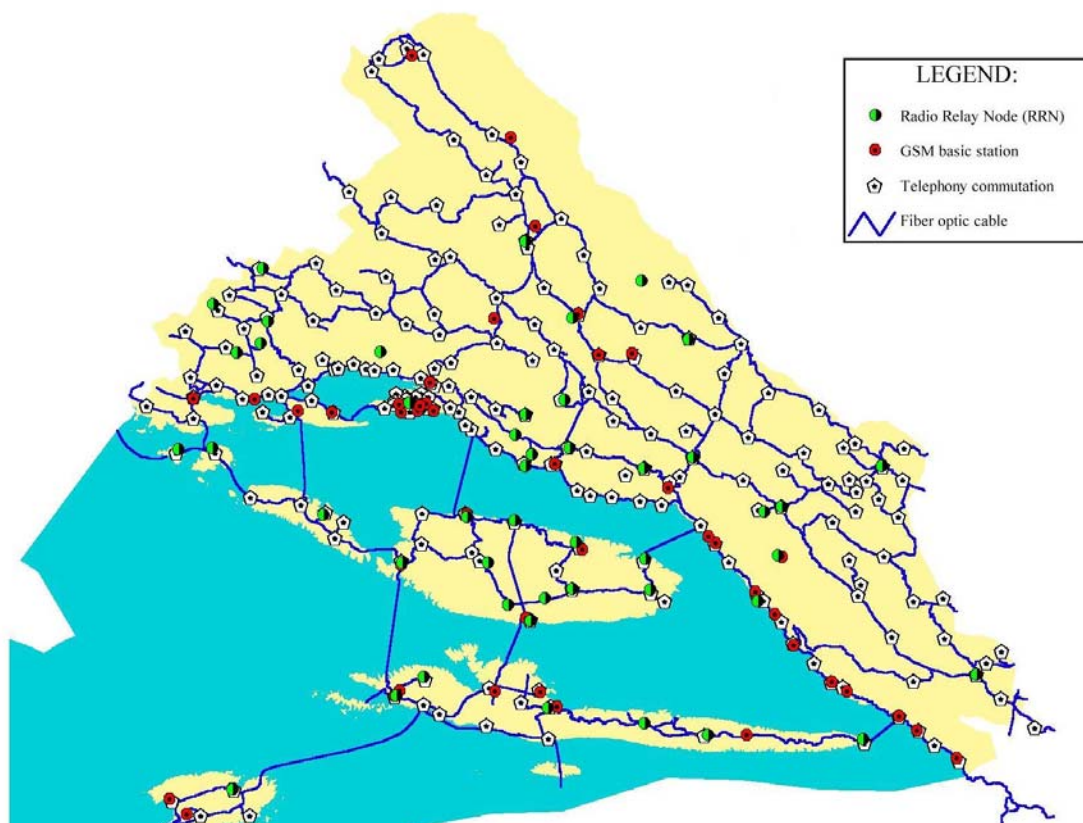 LEGEND:
Radio Relay Node (RRN)
GSM basic station
Telephony commutation
Fiber optic cable